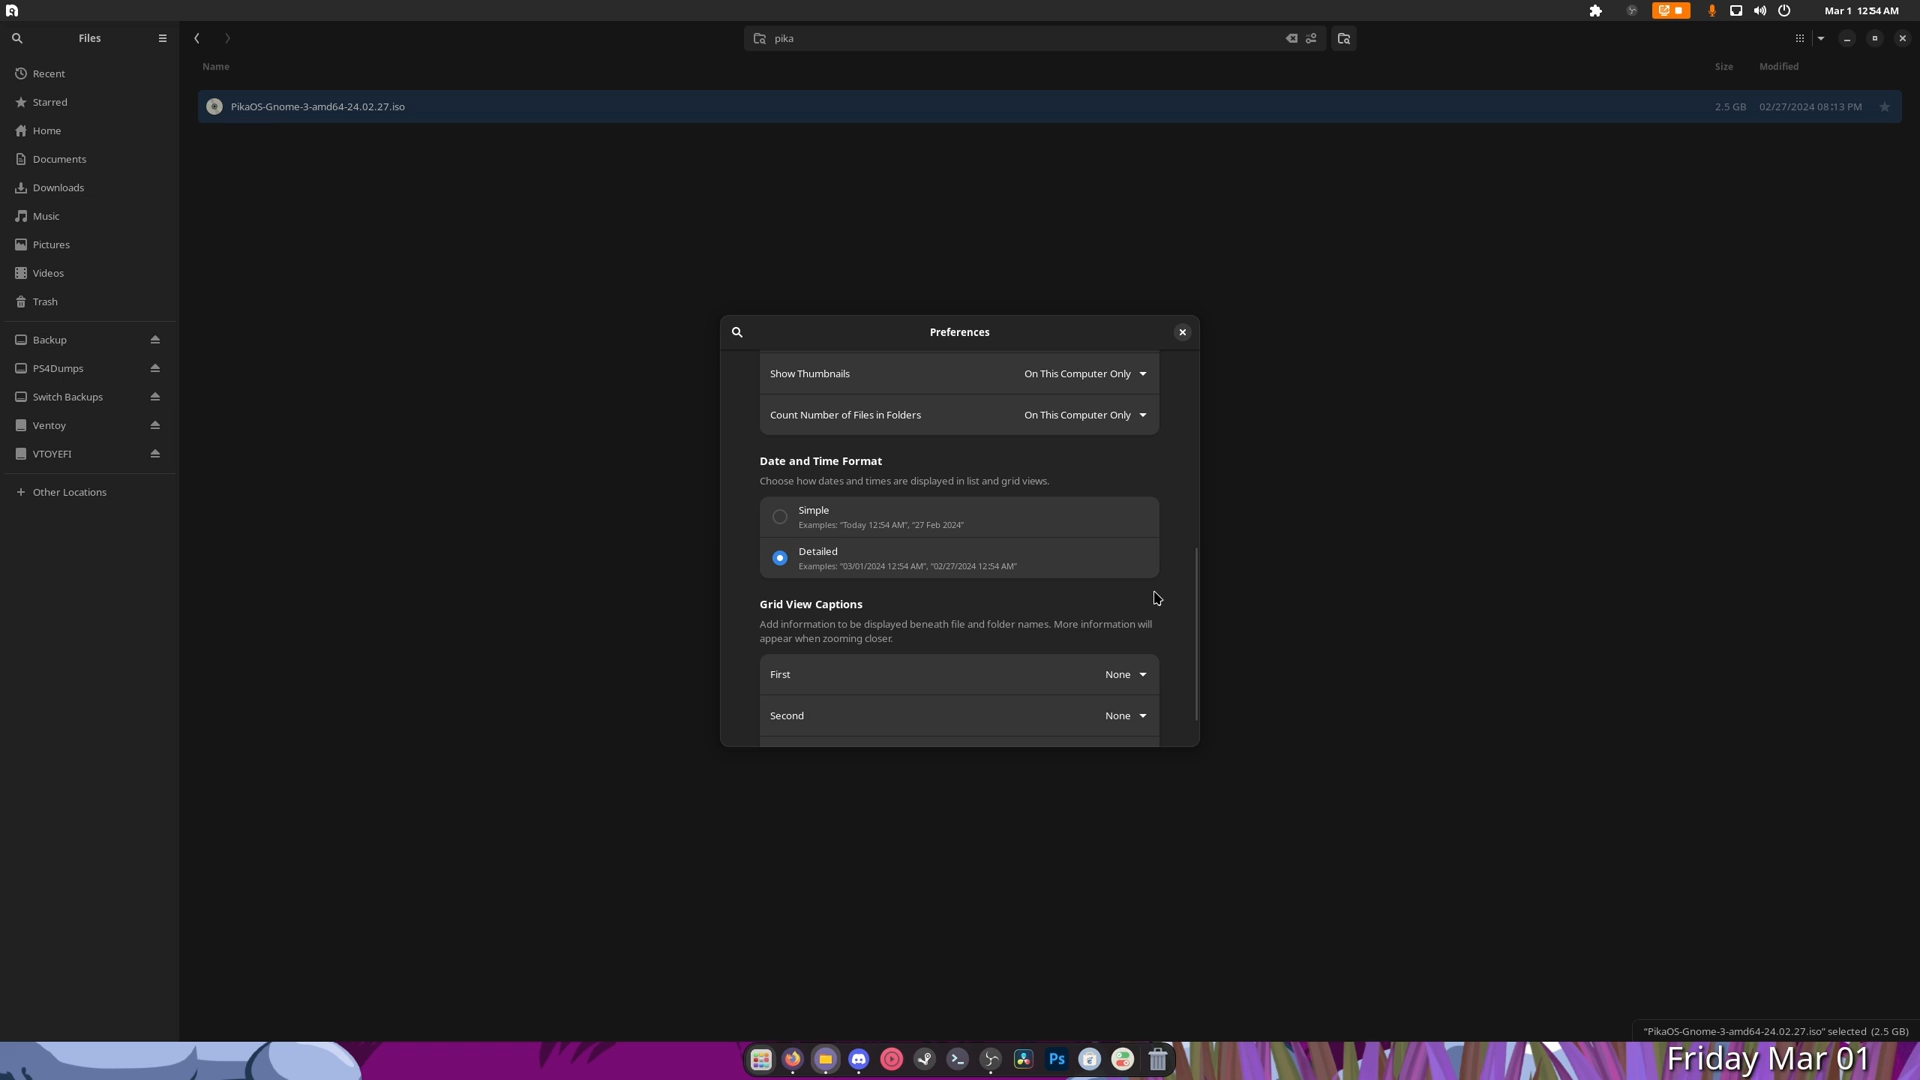 Mar 1 12:54 AM
Files
pika
Name
Size
Modified
Recent
Starred
Home
Documents
Downloads
Music
Pictures
Videos
Trash
Backup
PS4Dumps
Switch Backups
Ventoy
VTOYEFI
Other Locations
PikaOS-Gnome-3-amd64-24.02.27.iso
2.5 GB
02/27/2024 08:13 PM
Preferences
Show Thumbnails
On This Computer Only
Count Number of Files in Folders
On This Computer Only
Date and Time Format
Choose how dates and times are displayed in list and grid views.
Simple
Examples: “Today 12:54 AM”, “27 Feb 2024”
Detailed
Examples: “03/01/2024 12:54 AM”, “02/27/2024 12:54 AM”
Grid View Captions
Add information to be displayed beneath file and folder names. More information will
appear when zooming closer.
First
None
Second
None
“PikaOS-Gnome-3-amd64-24.02.27.iso” selected (2.5 GB)
Ps
Friday Mar 01